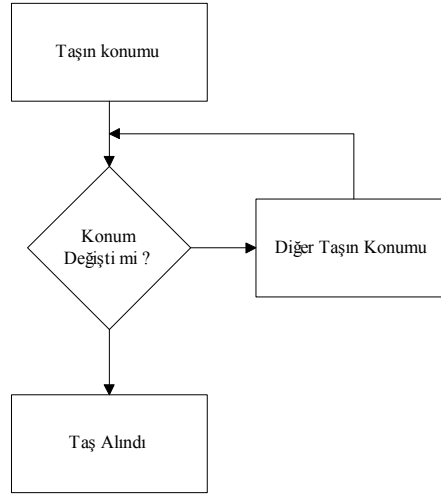 Taşın konumu
Konum
Değişti mi ?
Diğer Taşın Konumu
Taş Alındı